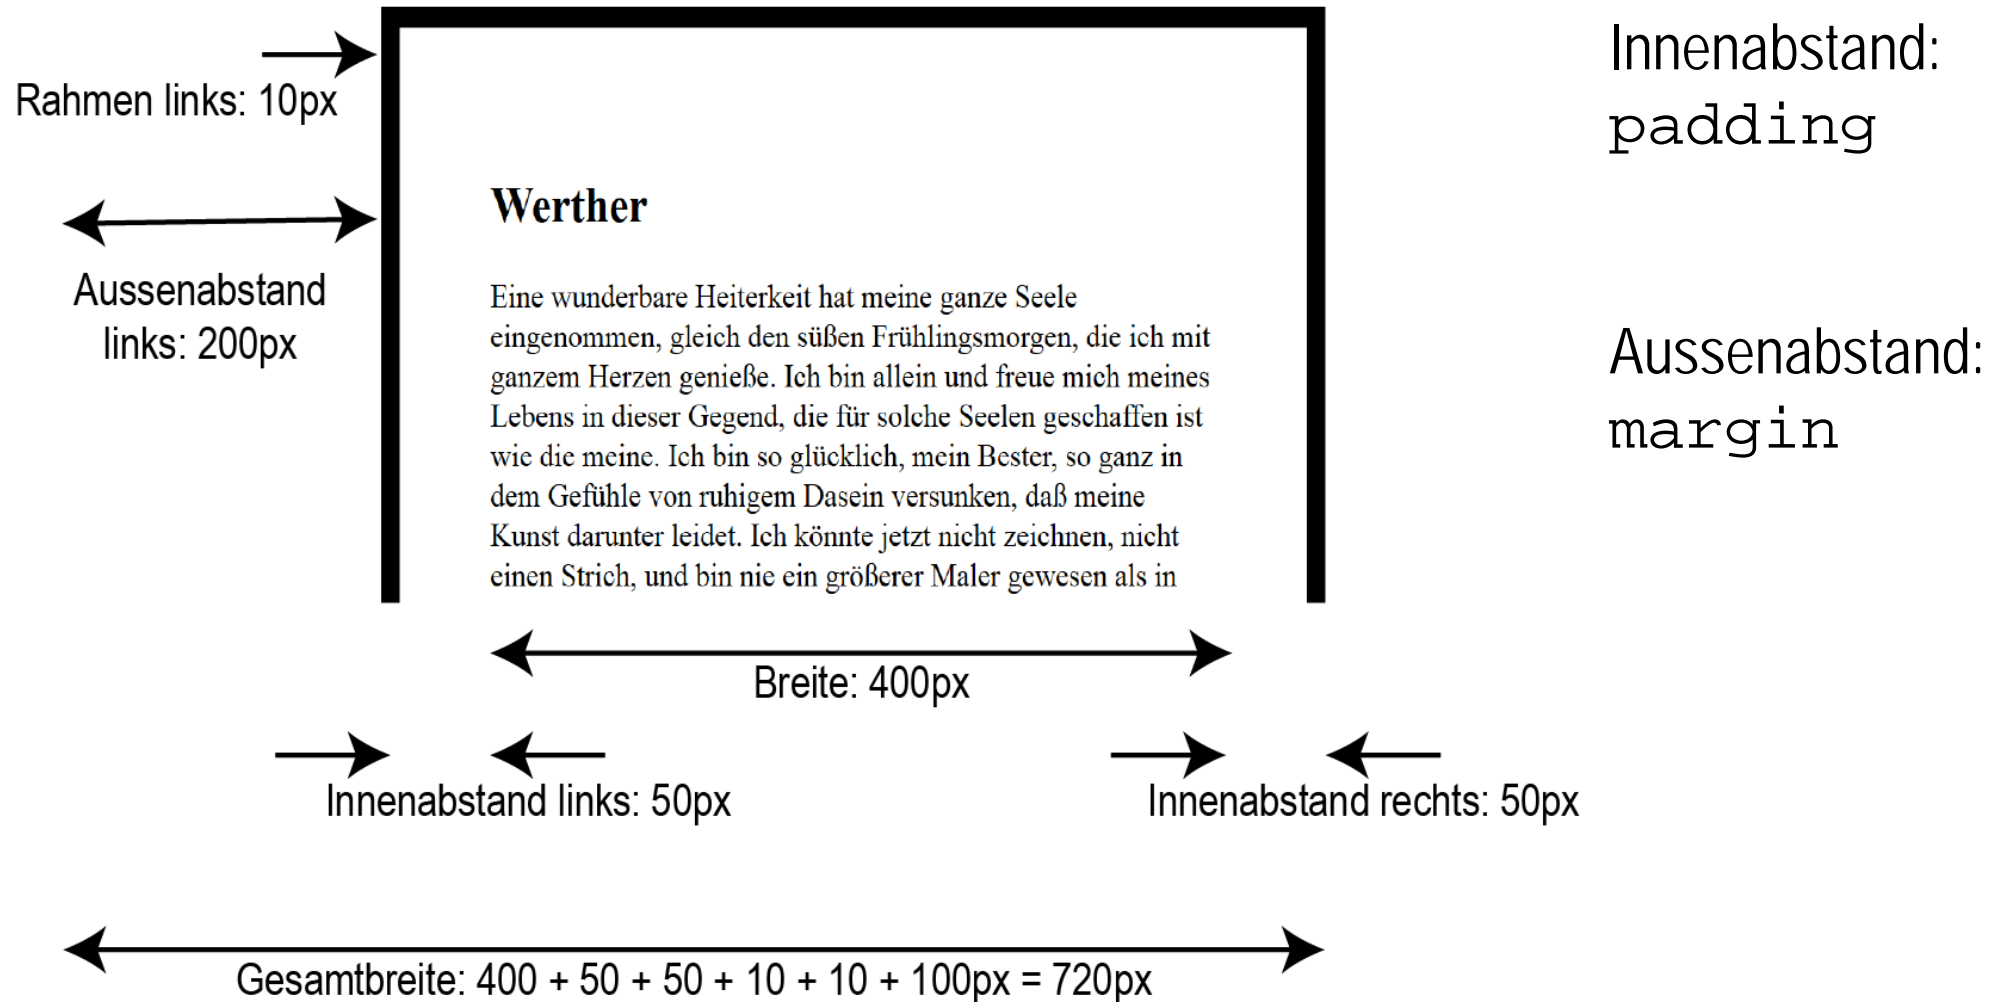 Rahmen links: 10px
Aussenabstand
links: 200px
Werther
Eine wunderbare Heiterkeit hat meine ganze Seele
eingenommen, gleich den süßen Frühlingsmorgen, die ich mit
ganzem Herzen genieße. Ich bin allein und freue mich meines
Lebens in dieser Gegend, die für solche Seelen geschaffen ist
wie die meine. Ich bin so glücklich, mein Bester, so ganz in
dem Gefühle von ruhigem Dasein versunken, daß meine
Kunst darunter leidet. Ich könnte jetzt nicht zeichnen, nicht
einen Strich, und bin nie ein größerer Maler gewesen als in
Breite: 400px
Innenabstand links: 50px
Innenabstand rechts: 50px
Gesamtbreite: 400 + 50 + 50 + 10 + 10 + 100px = 720px
Innenabstand:
padding
Aussenabstand:
margin